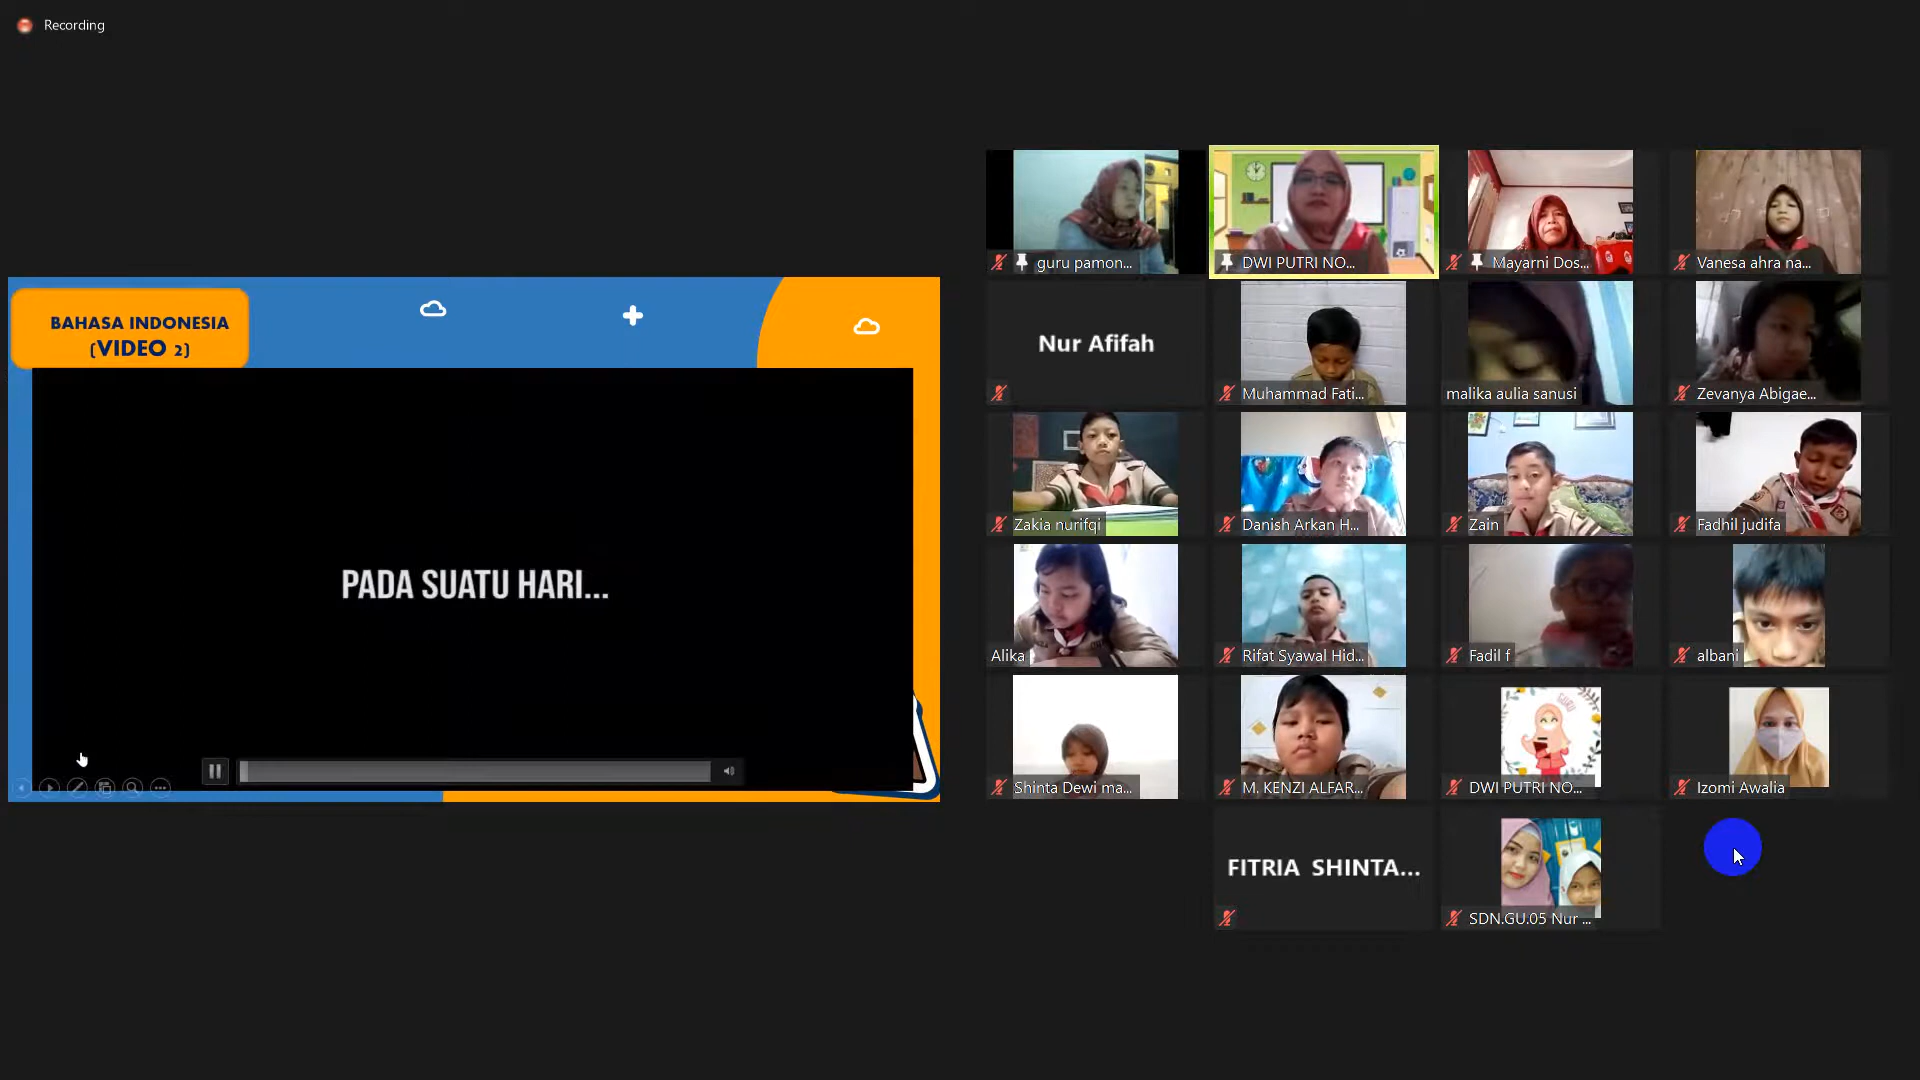 Recording
BAHASA INDONESIA
(VIDEO 2)
PADA SUATU HARI...
guru pamon...
DWI PUTRI NO...
Mayarni Dos...
Vanesa ahra na...
Nur Afifah
Muhammad Fati...
malika aulia sanusi
Zevanya Abigae...
Zakia nurifqi
Danish Arkan H...
Zain
Fadhil judifa
Alika
Rifat Syawal Hid...
Fadil f
albani
Shinta Dewi ma...
M. KENZI ALFAR...
GURU
DWI PUTRI NO...
Izomi Awalia
FITRIA SHINTA...
SDN.GU.05 Nur ...